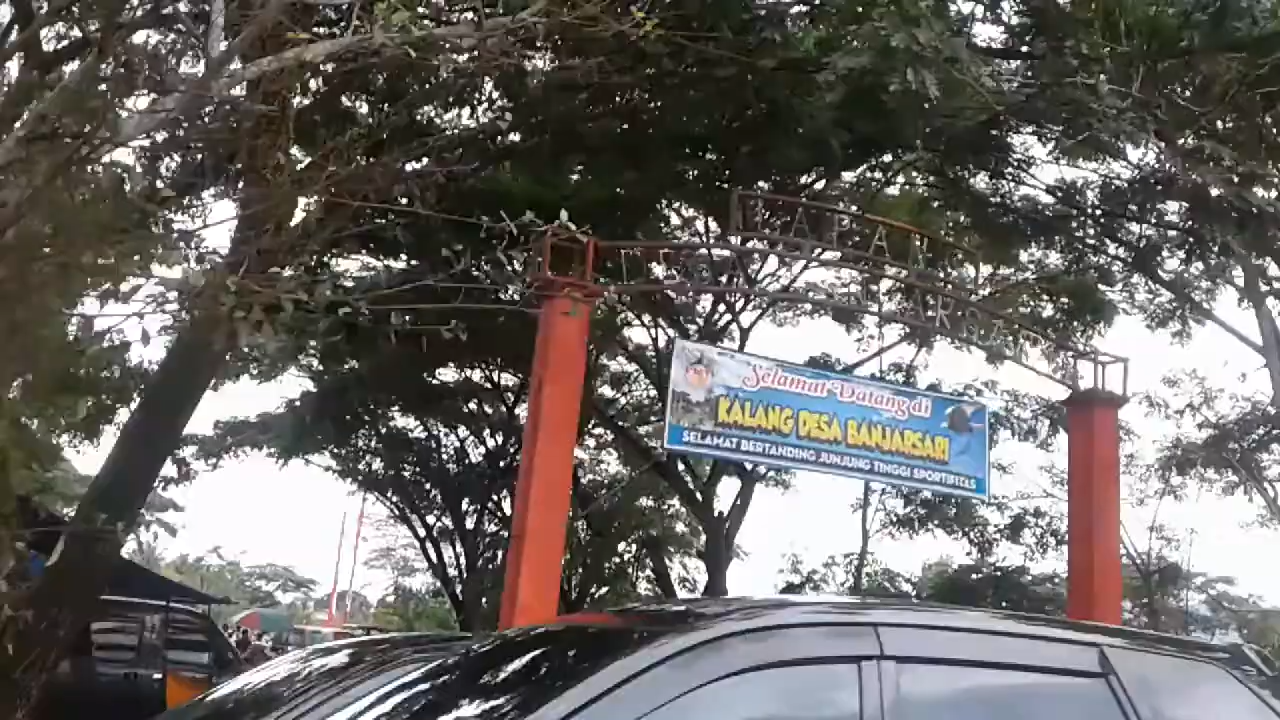 Selamat Datang di
KALANG DESA BANJARSARI
SELAMAT BERTANDING JUNJUNG TINGGI SPORTIFITAS